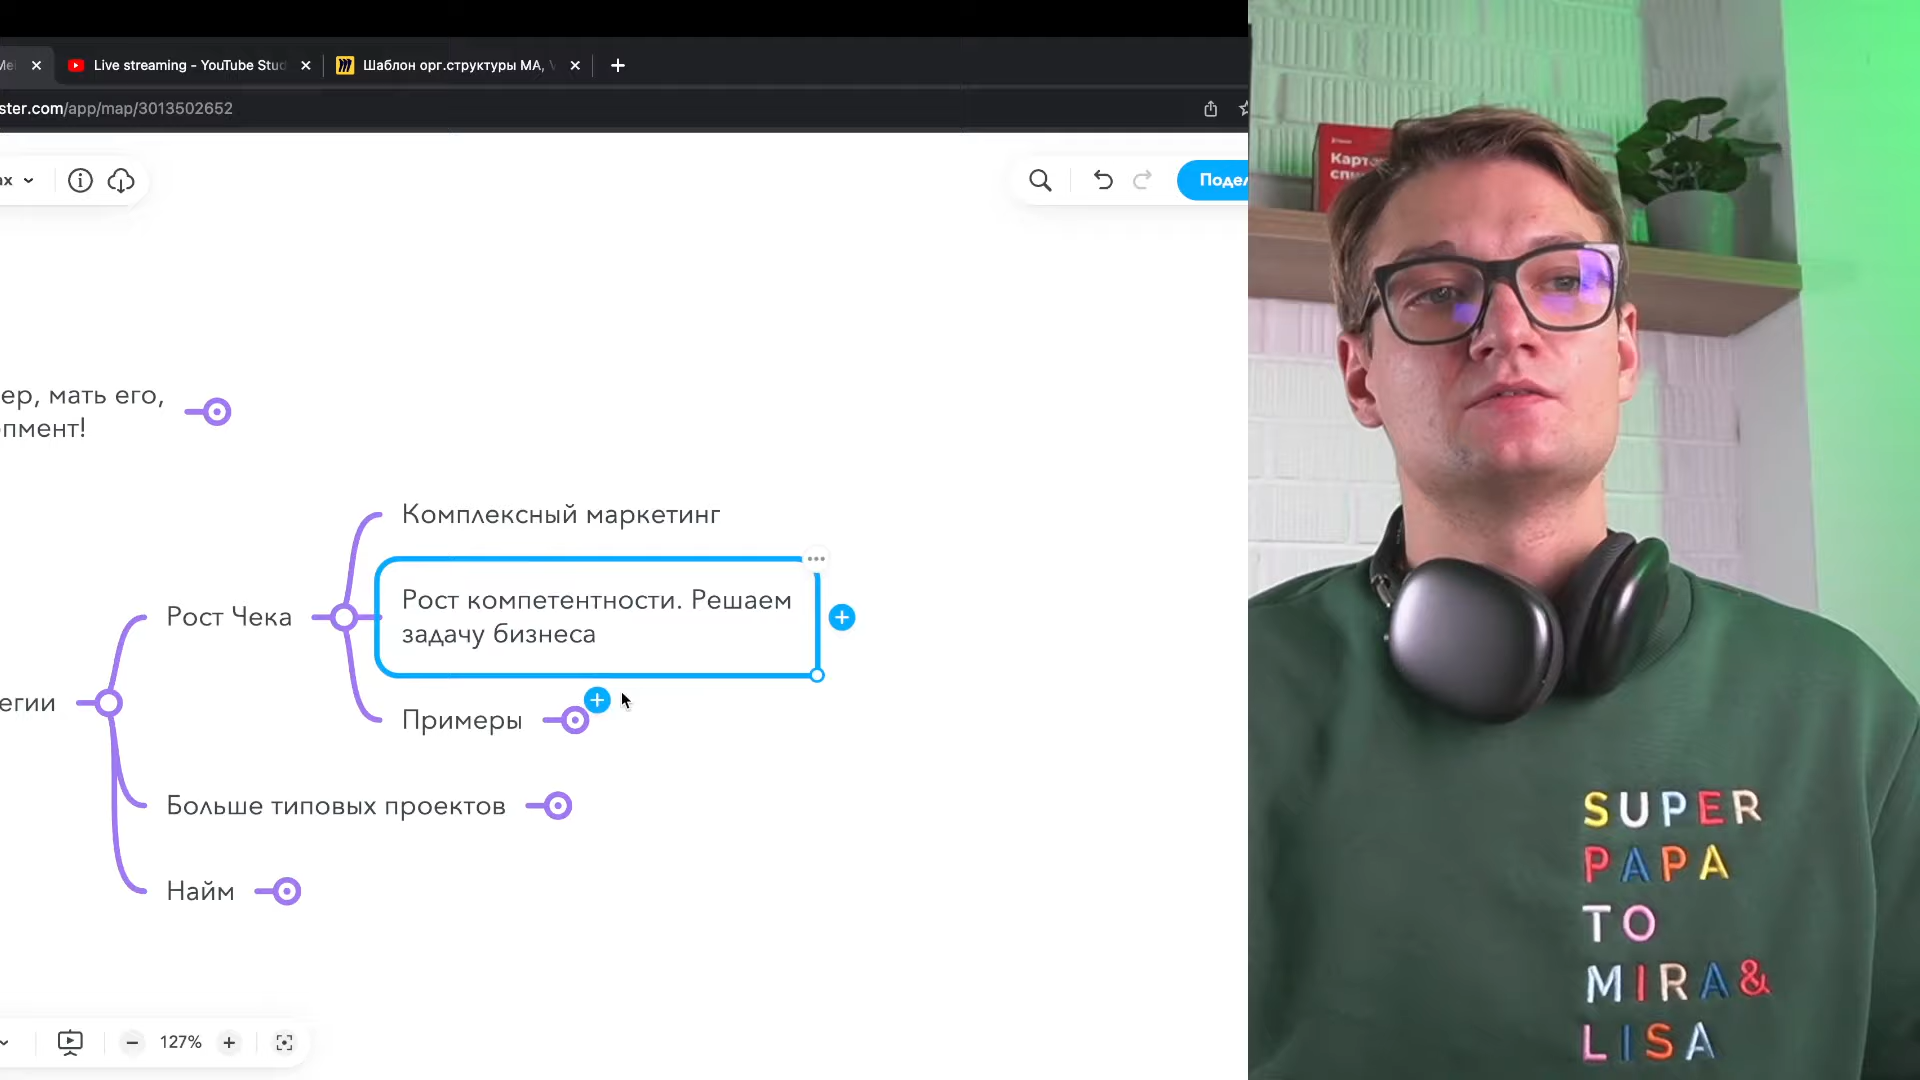 Live streaming - YouTube Stud
Шаблон орг.структуры МА, V
ster.com/app/map/3013502652
Подел
ер, мать его,
пмент!
Комплексный маркетинг
Рост компетентности. Решаем
задачу бизнеса
Рост Чека
Примеры
егии
Больше типовых проектов
Найм
127%
SUPER
PAPA
TO
MIRA&
LISA